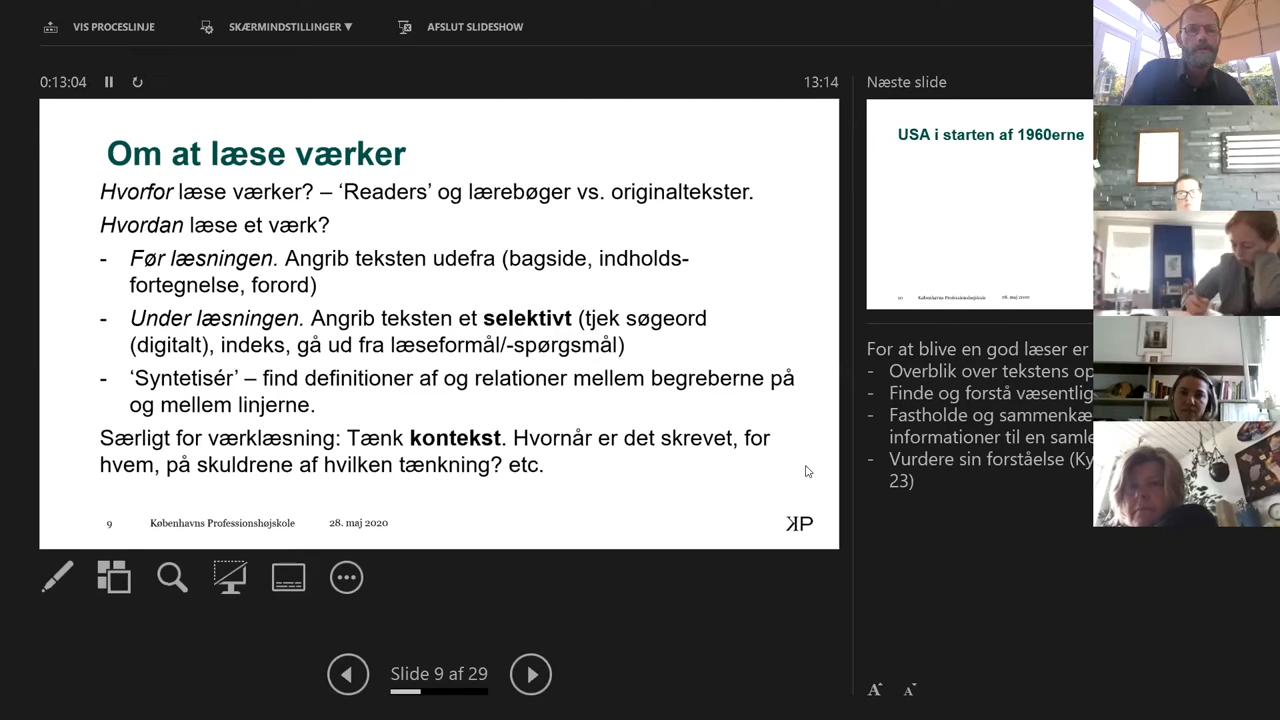 VIS PROCESLINJE
SKÆRMINDSTILLINGER ▼
AFSLUT SLIDESHOW
0:13:04
13:14
Om at læse værker
Hvorfor læse værker? – ‘Readers’ og lærebøger vs. originaltekster.
Hvordan læse et værk?
- Før læsningen. Angrib teksten udefra (bagside, indholds-
fortegnelse, forord)
- Under læsningen. Angrib teksten et selektivt (tjek søgeord
(digitalt), indeks, gå ud fra læseformål/-spørgsmål)
- ‘Syntetisér’ – find definitioner af og relationer mellem begreberne på
og mellem linjerne.
Særligt for værklæsning: Tænk kontekst. Hvornår er det skrevet, for
hvem, på skuldrene af hvilken tænkning? etc.
9 Københavns Professionshøjskole 28. maj 2020
KP
Slide 9 af 29
Næste slide
USA i starten af 1960erne
10 Københavns Professionshøjskole 28. maj 2020
For at blive en god læser er
- Overblik over tekstens op
- Finde og forstå væsentlig
- Fastholde og sammenkæ
informationer til en samle
- Vurdere sin forståelse (Ky
23)
A A